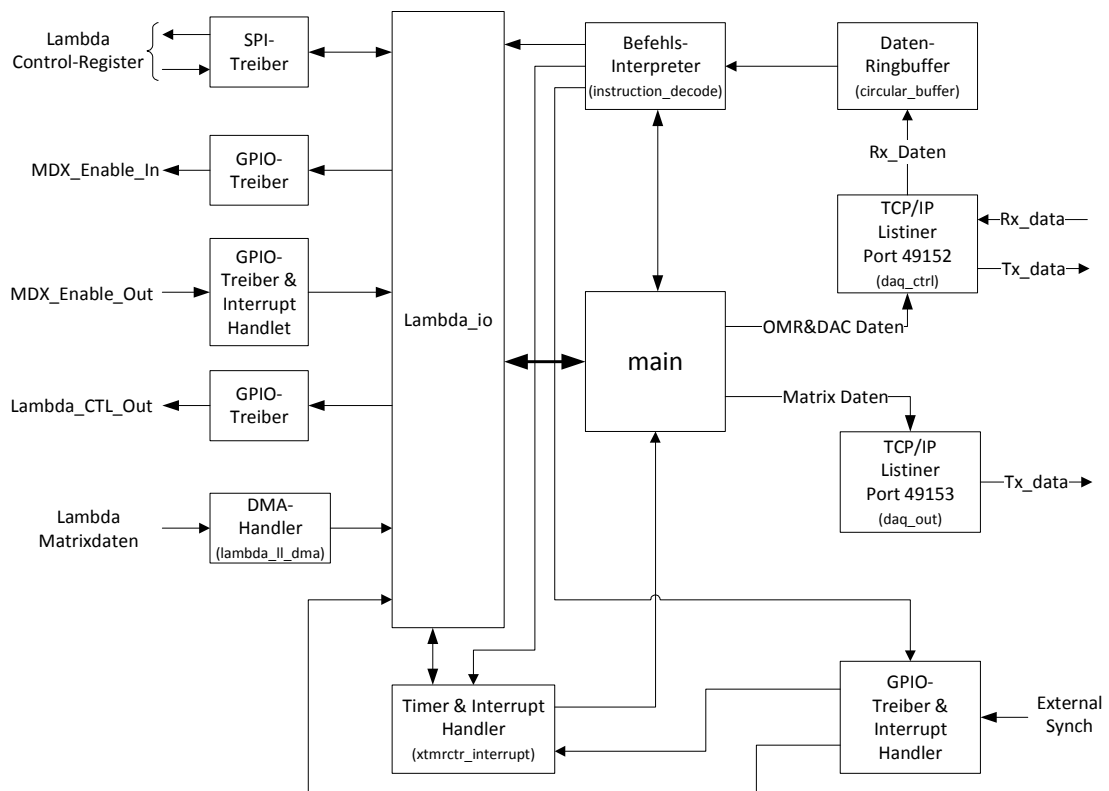 Lambda
Control-Register
SPI-
Treiber
Befehls-
Interpreter
(instruction_decode)
Daten-
Ringbuffer
(circular_buffer)
Rx_Daten
MDX_Enable_In
GPIO-
Treiber
TCP/IP
Listiner
Port 49152
(daq_ctrl)
Rx_data
Tx_data
MDX_Enable_Out
GPIO-
Treiber &
Interrupt
Handlet
Lambda_io
main
OMR&DAC Daten
Matrix Daten
Lambda_CTL_Out
GPIO-
Treiber
TCP/IP
Listiner
Port 49153
(daq_out)
Tx_data
Lambda
Matrixdaten
DMA-
Handler
(lambda_ll_dma)
Timer & Interrupt
Handler
(xtmrctr_interrupt)
GPIO-
Treiber &
Interrupt
Handler
External
Synch